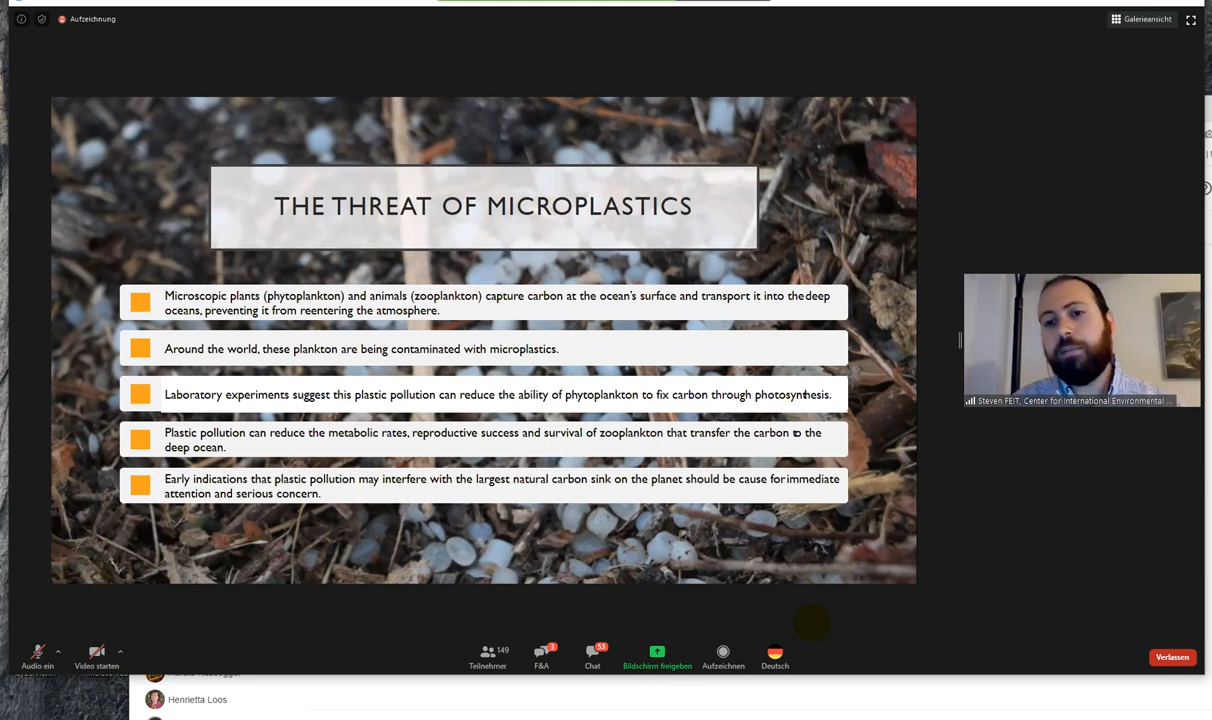 Aufzeichnung
Galerieansicht
THE THREAT OF MICROPLASTICS
Microscopic plants (phytoplankton) and animals (zooplankton) capture carbon at the ocean's surface and transport it into the deep
oceans, preventing it from reentering the atmosphere.
Around the world, these plankton are being contaminated with microplastics.
Laboratory experiments suggest this plastic pollution can reduce the ability of phytoplankton to fix carbon through photosynthesis.
Plastic pollution can reduce the metabolic rates, reproductive success and survival of zooplankton that transfer the carbon to the
deep ocean.
Early indications that plastic pollution may interfere with the largest natural carbon sink on the planet should be cause for immediate
attention and serious concern.
Steven FEIT, Center for International Environmental ...
149
3
53
Audio ein
Video starten
Teilnehmer
F&A
Chat
Bildschirm freigeben
Aufzeichnen
Deutsch
Verlassen
Henrietta Loos